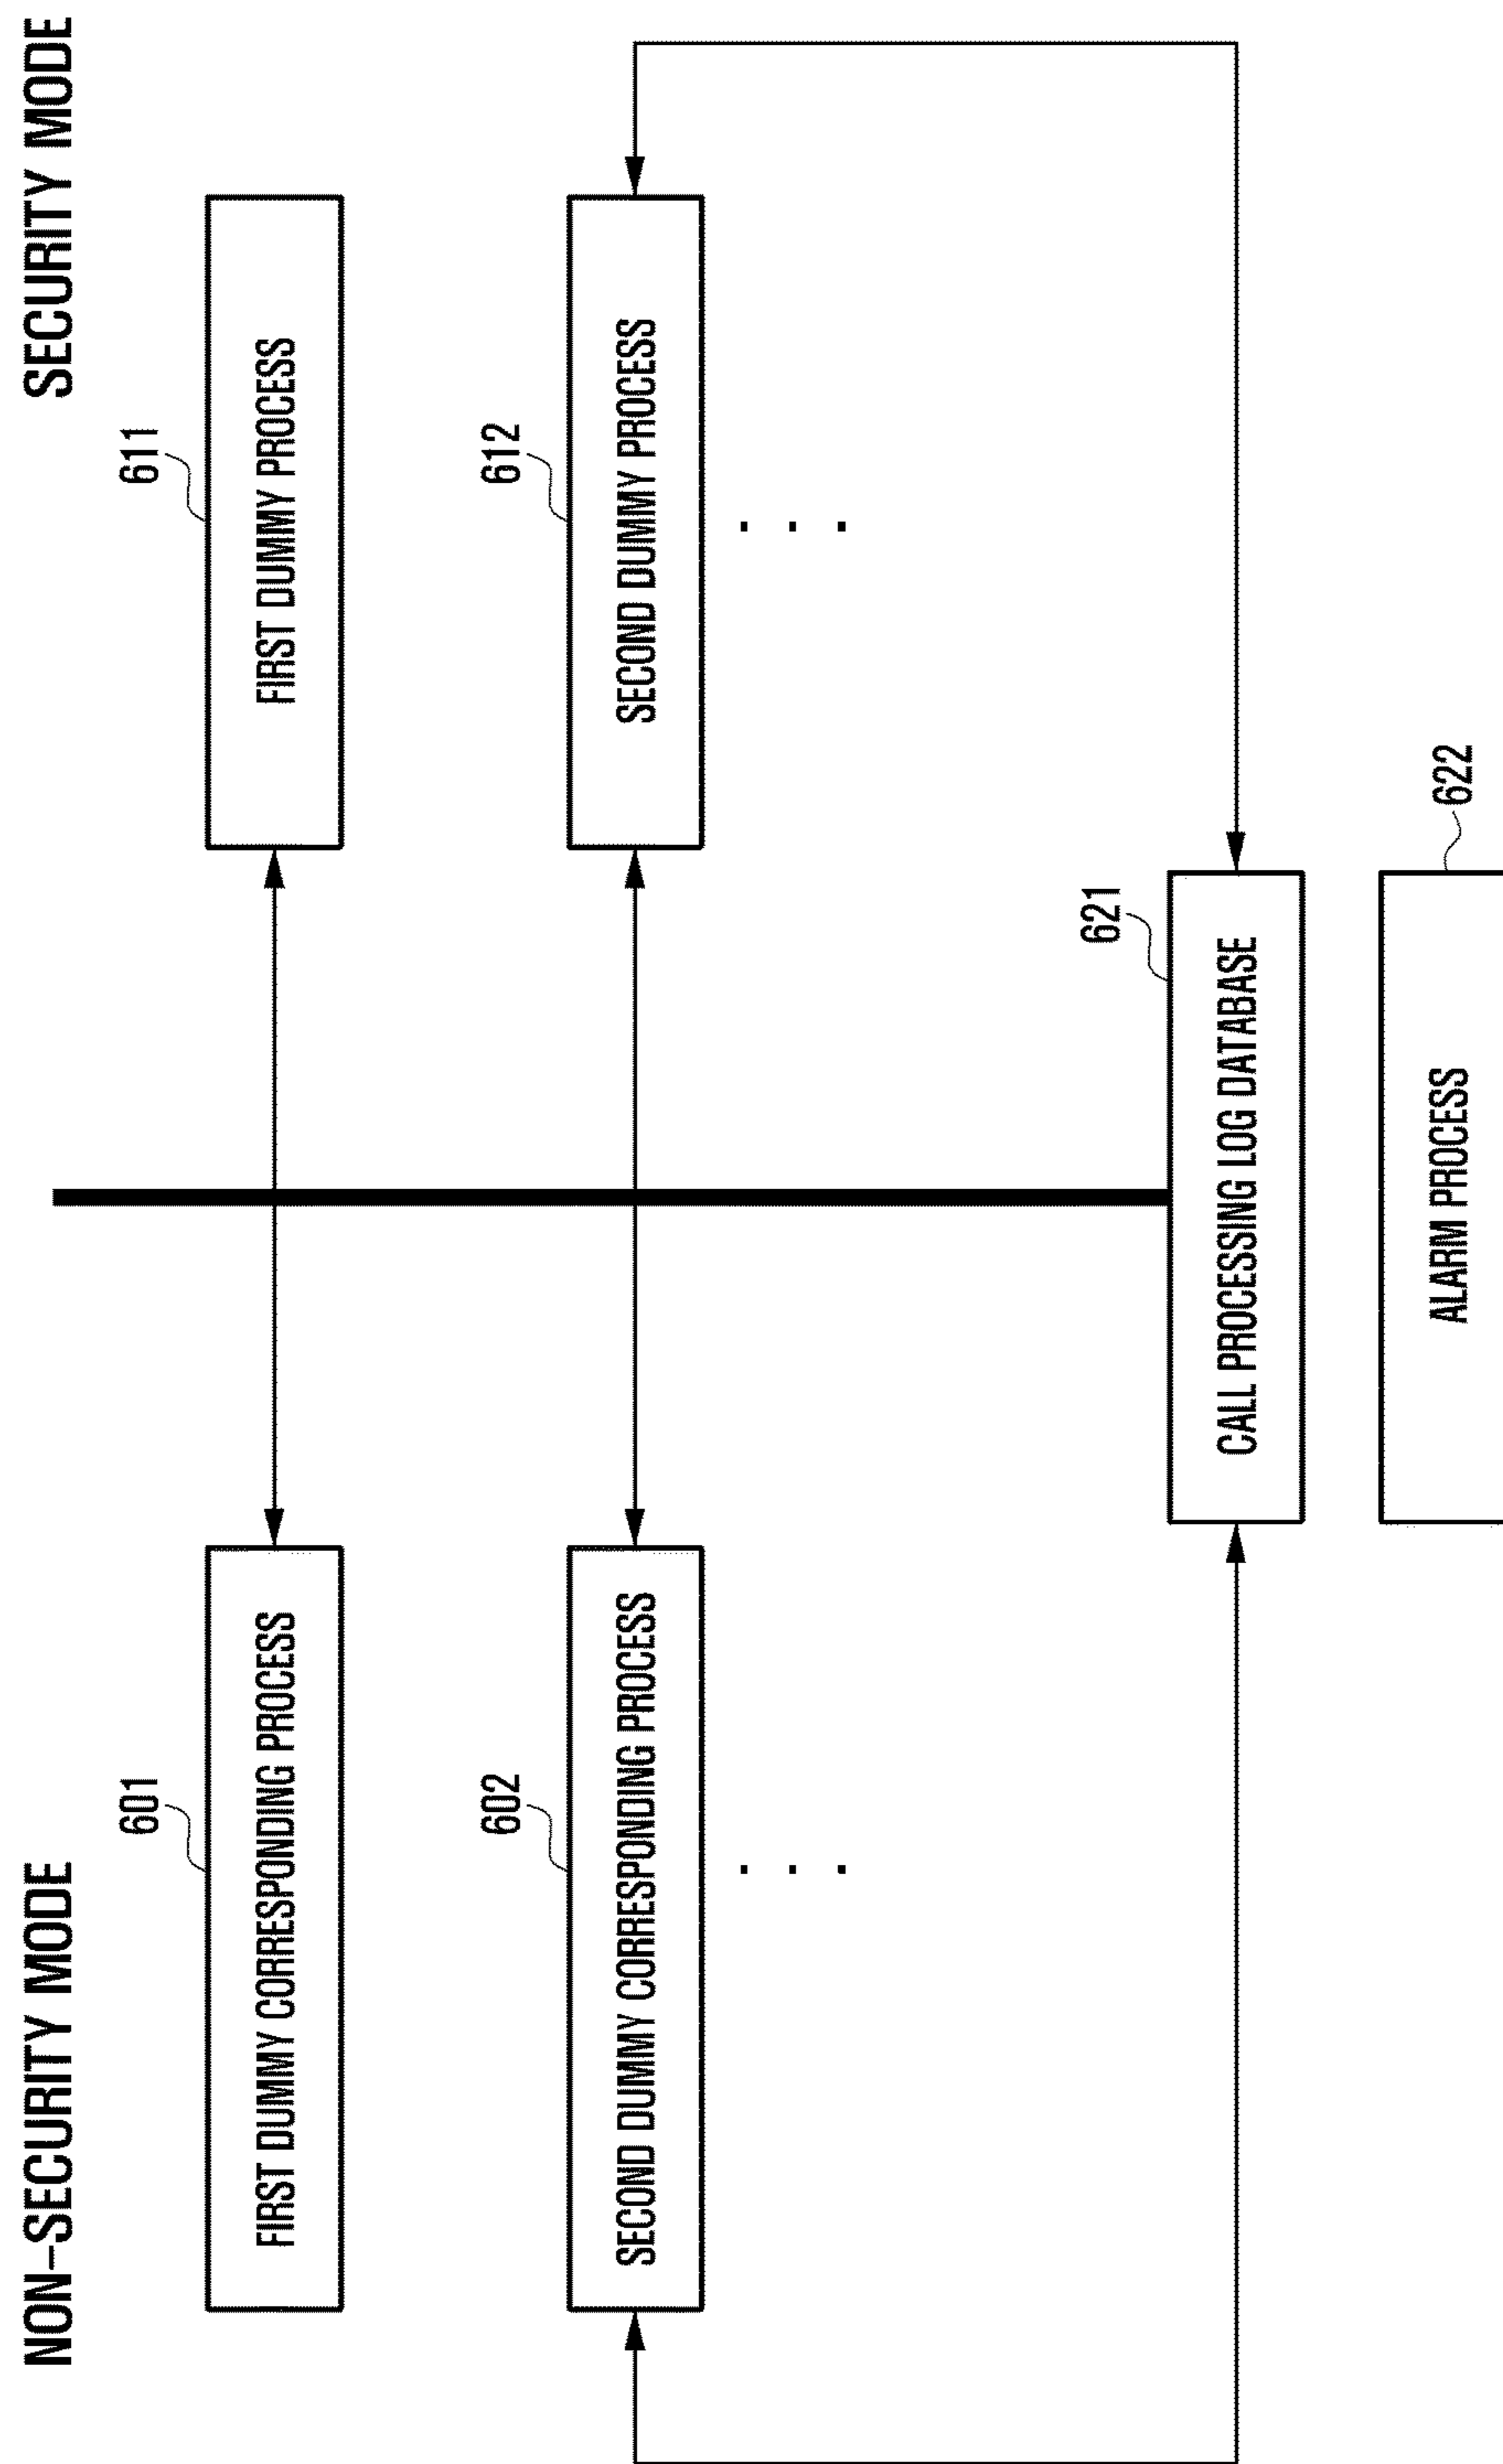 NON-SECURITY MODE
SECURITY MODE
601
611
FIRST DUMMY CORRESPONDING PROCESS
FIRST DUMMY PROCESS
602
612
SECOND DUMMY CORRESPONDING PROCESS
SECOND DUMMY PROCESS
. . .
. . .
621
CALL PROCESSING LOG DATABASE
622
ALARM PROCESS